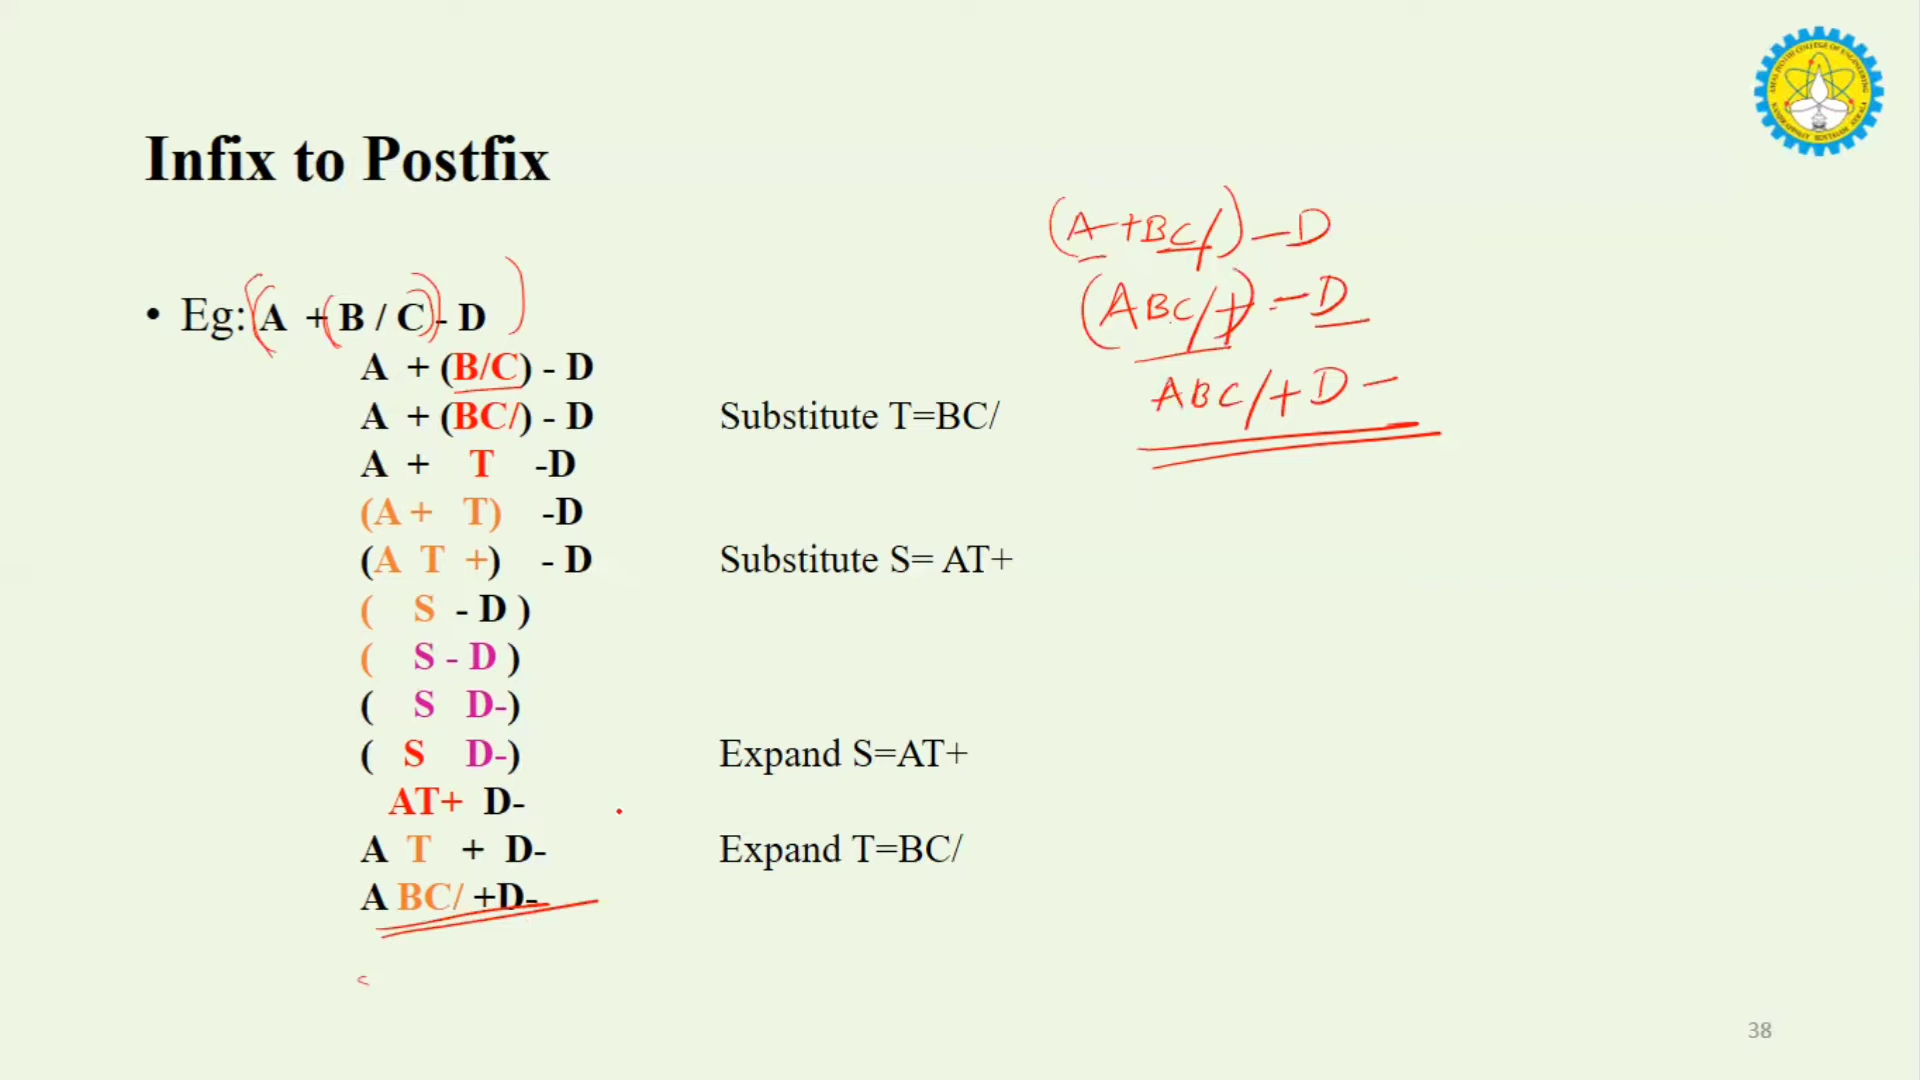 Infix to Postfix
• Eg: A + B / C - D
A + (B/C) - D
A + (BC/) - D Substitute T=BC/
A + T -D
(A + T) -D
(A T +) - D Substitute S= AT+
( S - D )
( S - D )
( S D-)
( S D-) Expand S=AT+
AT+ D-
A T + D- Expand T=BC/
A BC/ +D-
(A+BC/)-D
(ABC/+)-D
ABC/+D-
38